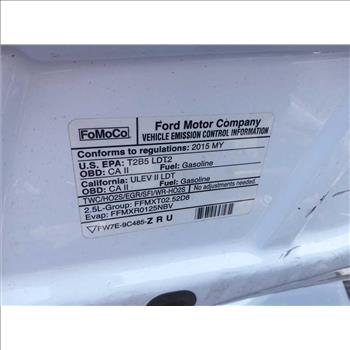 FoMoCo
Ford Motor Company
VEHICLE EMISSION CONTROL INFORMATION
Conforms to regulations: 2015 MY
U.S. EPA: T2B5 LDT2
OBD: CA II Fuel: Gasoline
California: ULEV II LDT
OBD: CA II Fuel: Gasoline
TWC/HO2S/EGR/SFI/WR-HO2S No adjustments needed.
2.5L-Group: FFMXT02.52D6
Evap: FFMXR0125NBV
FW7E-9C485-ZRU